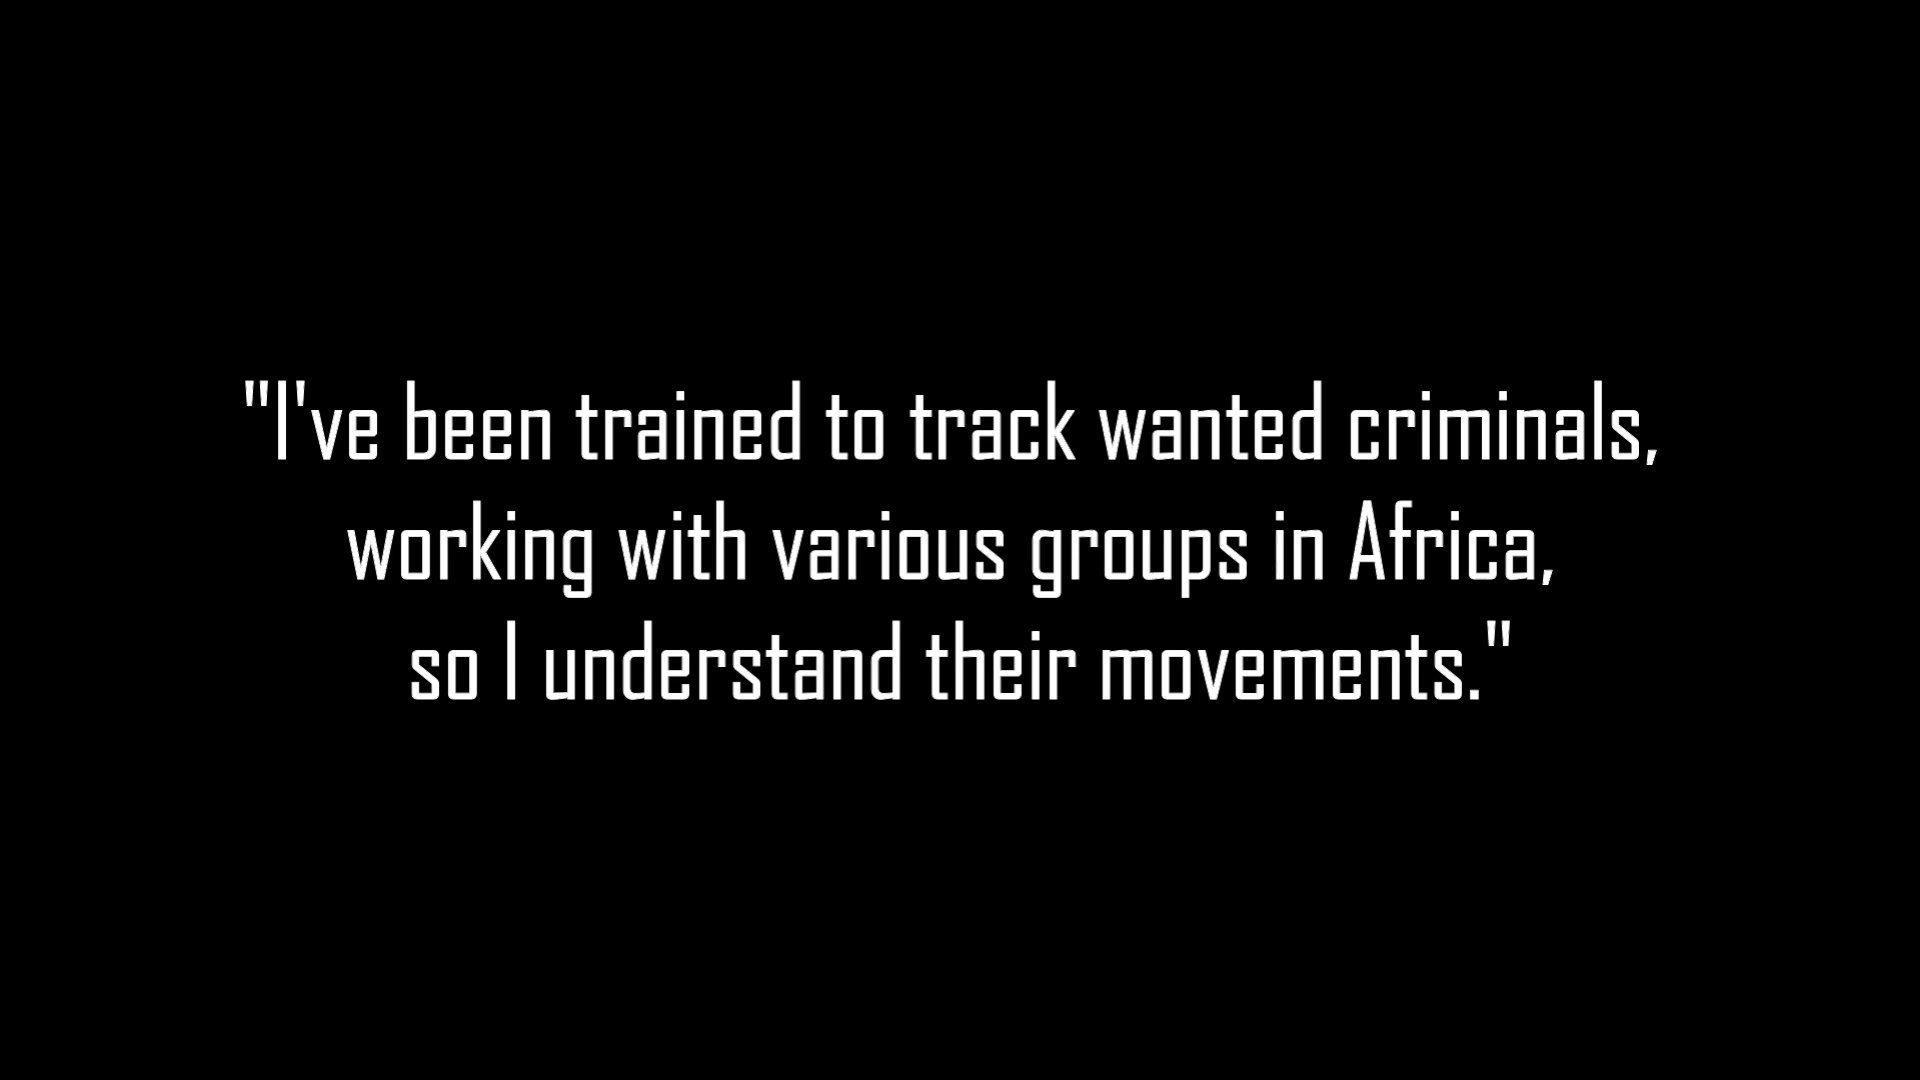 "I've been trained to track wanted criminals,
working with various groups in Africa,
so I understand their movements."